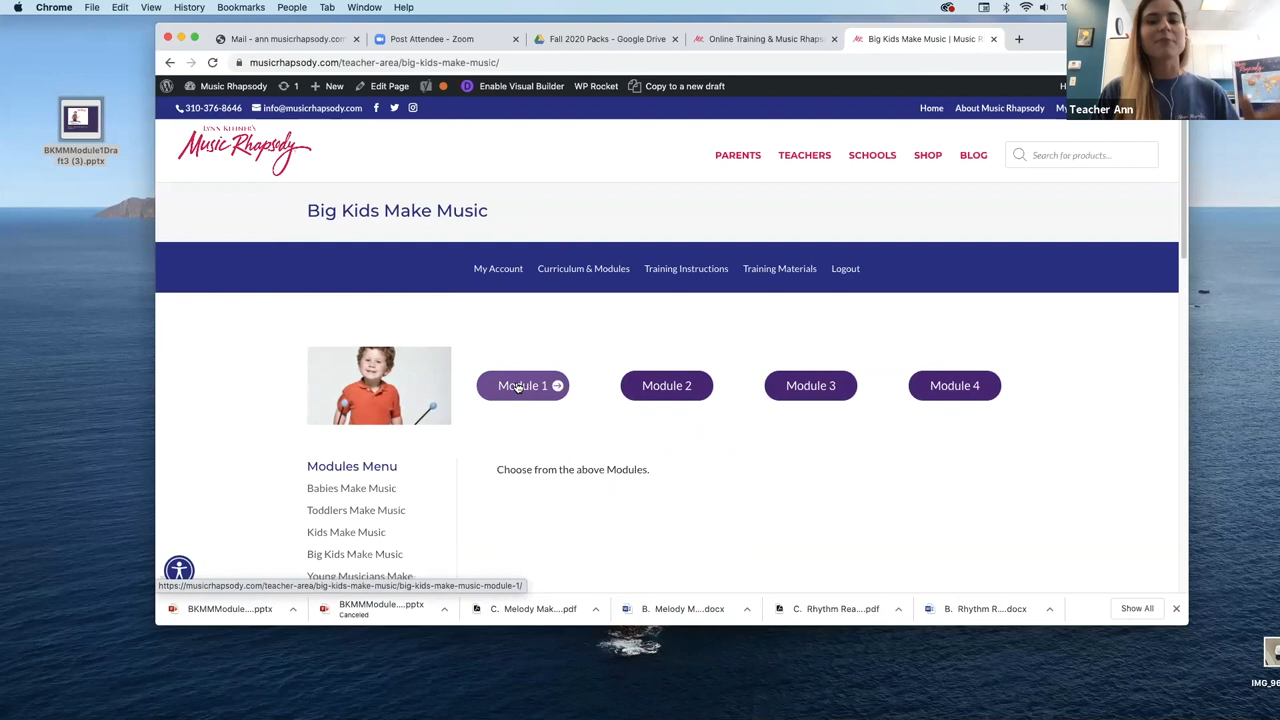 Chrome File Edit View History Bookmarks People Tab Window Help
Mail - ann musicrhapsody.com
Post Attendee - Zoom
Fall 2020 Packs - Google Drive
Online Training & Music Rhaps
Big Kids Make Music | Music R
musicrhapsody.com/teacher-area/big-kids-make-music/
Teacher Ann
Music Rhapsody 1 New Edit Page Enable Visual Builder WP Rocket Copy to a new draft
310-376-8646 info@musicrhapsody.com Home About Music Rhapsody
BKMMModule1Dra
ft3 (3).pptx
LYNN KLEINER'S
Music Rhapsody
PARENTS TEACHERS SCHOOLS SHOP BLOG Search for products...
Big Kids Make Music
My Account Curriculum & Modules Training Instructions Training Materials Logout
Module 1 Module 2 Module 3 Module 4
Modules Menu
Choose from the above Modules.
Babies Make Music
Toddlers Make Music
Kids Make Music
Big Kids Make Music
Young Musicians Make
https://musicrhapsody.com/teacher-area/big-kids-make-music/big-kids-make-music-module-1/
BKMMModule....pptx
BKMMModule....pptx
Canceled
C. Melody Mak....pdf
B. Melody M....docx
C. Rhythm Rea....pdf
B. Rhythm R....docx
Show All
IMG_96